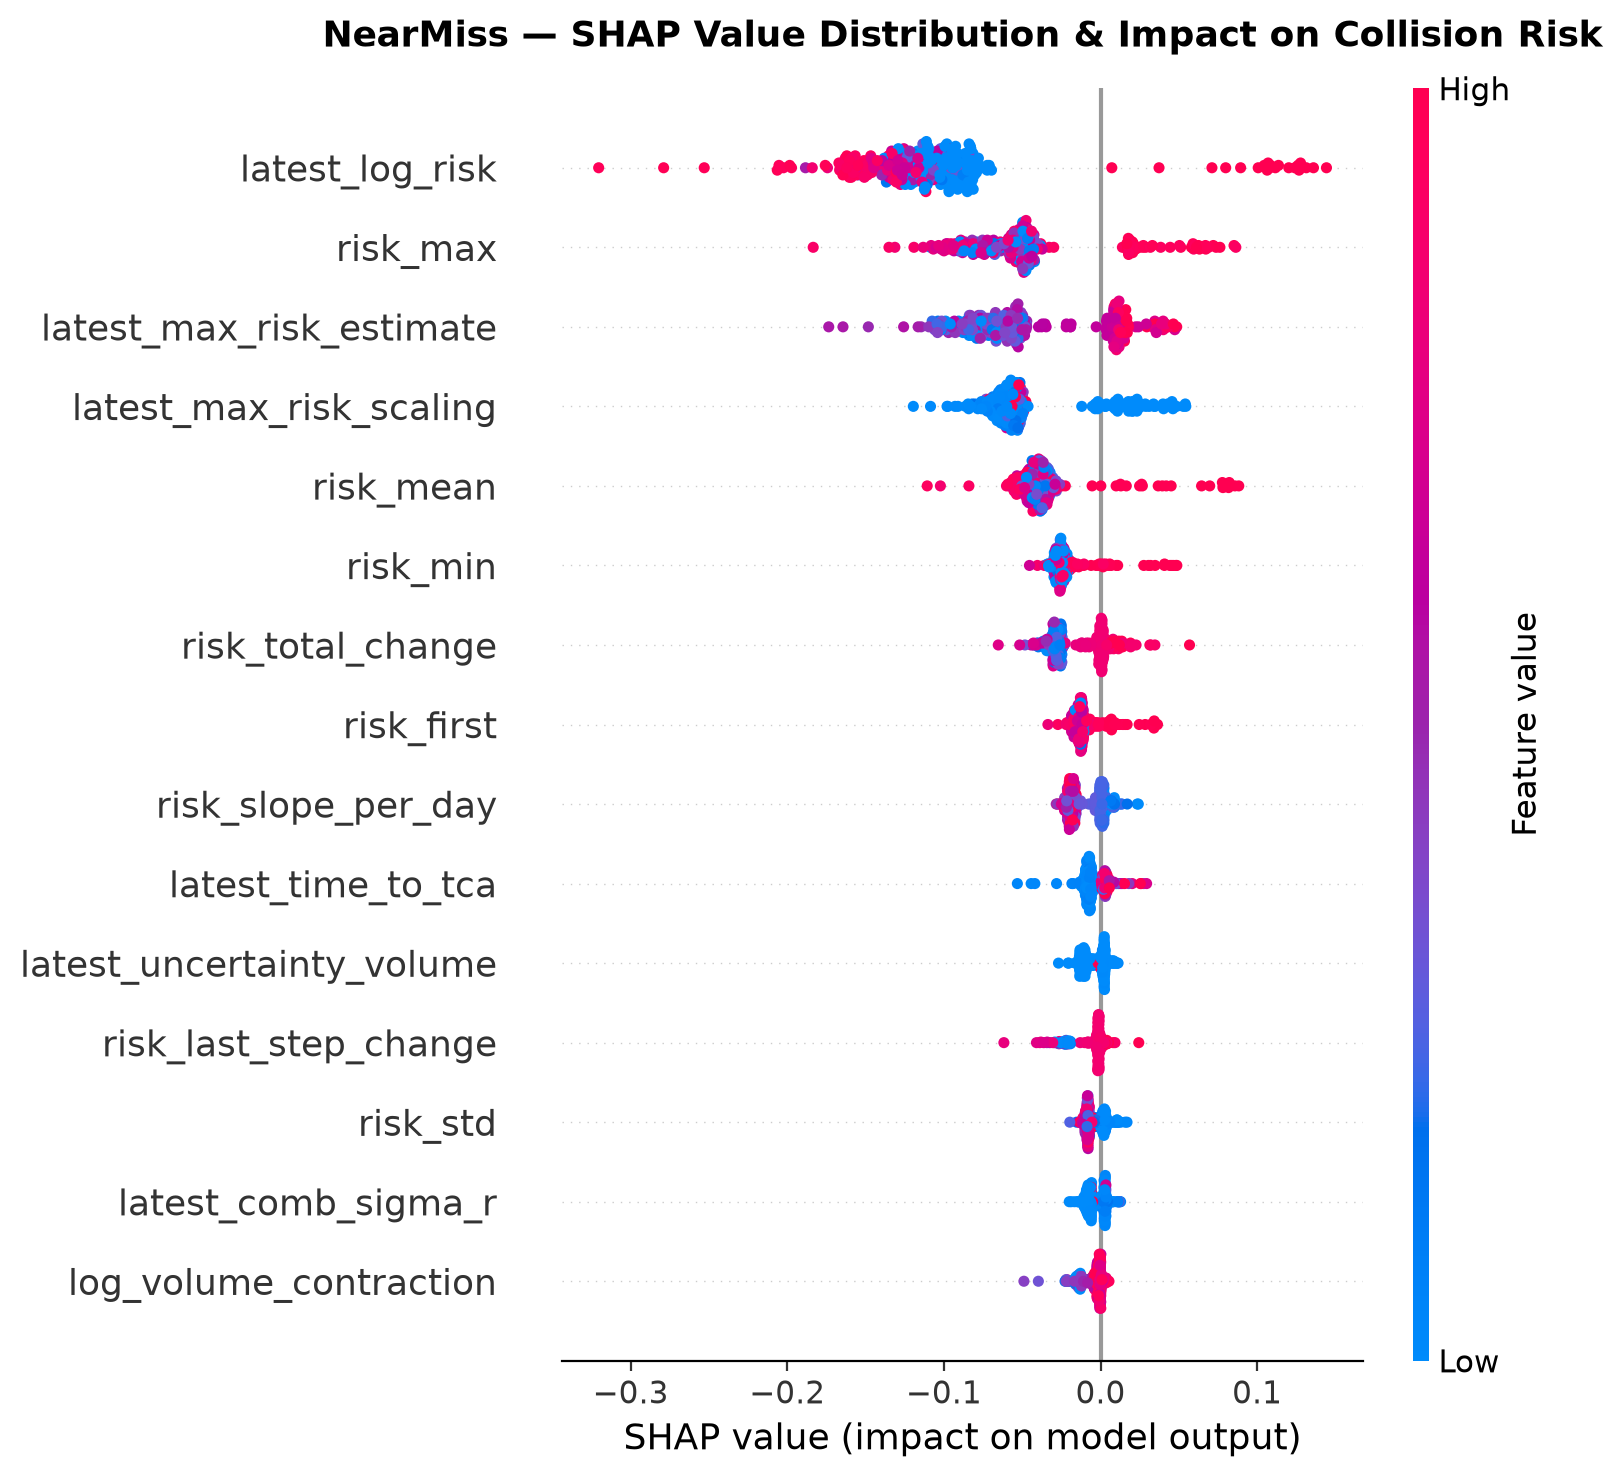 NearMiss — SHAP Value Distribution & Impact on Collision Risk
High
latest_log_risk
risk_max
latest_max_risk_estimate
latest_max_risk_scaling
risk_mean
risk_min
risk_total_change
risk_first
risk_slope_per_day
latest_time_to_tca
latest_uncertainty_volume
risk_last_step_change
risk_std
latest_comb_sigma_r
log_volume_contraction
Feature value
Low
−0.3 −0.2 −0.1 0.0 0.1
SHAP value (impact on model output)